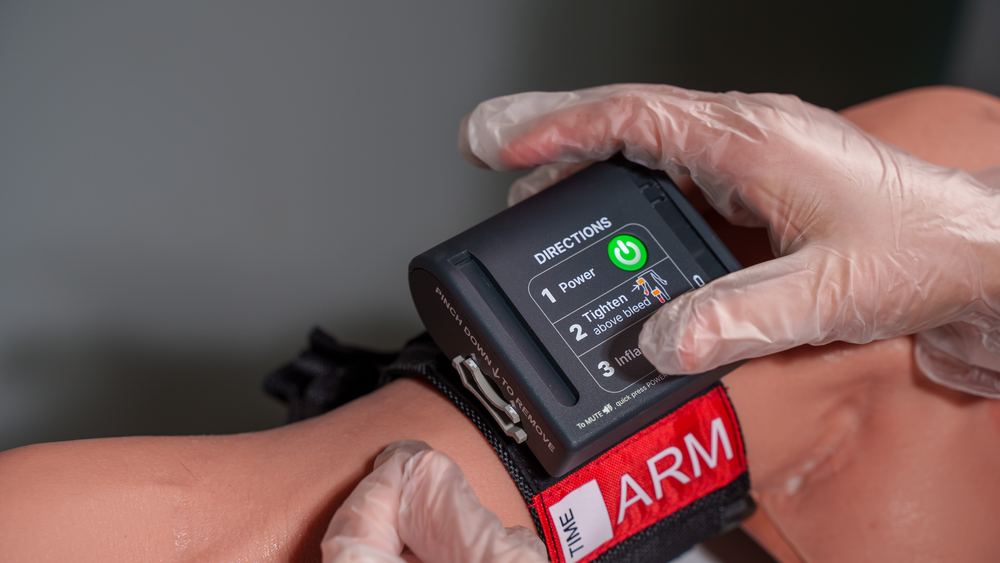 DIRECTIONS
1 Power
2 Tighten
above bleed
3
To MUTE, quick press POWER
PINCH DOWN ↓ TO REMOVE
TIME
ARM